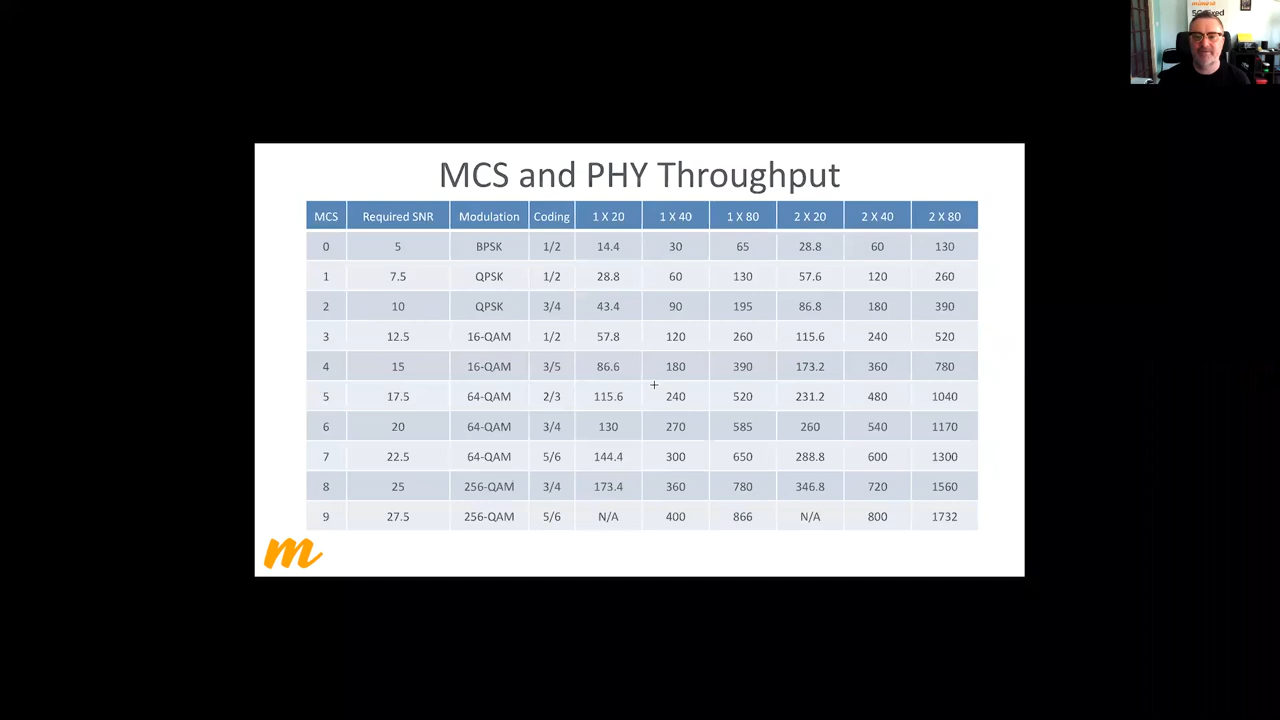 mimosa
MCS and PHY Throughput
MCS Required SNR Modulation Coding 1 X 20 1 X 40 1 X 80 2 X 20 2 X 40 2 X 80
0 5 BPSK 1/2 14.4 30 65 28.8 60 130
1 7.5 QPSK 1/2 28.8 60 130 57.6 120 260
2 10 QPSK 3/4 43.4 90 195 86.8 180 390
3 12.5 16-QAM 1/2 57.8 120 260 115.6 240 520
4 15 16-QAM 3/5 86.6 180 390 173.2 360 780
5 17.5 64-QAM 2/3 115.6 240 520 231.2 480 1040
6 20 64-QAM 3/4 130 270 585 260 540 1170
7 22.5 64-QAM 5/6 144.4 300 650 288.8 600 1300
8 25 256-QAM 3/4 173.4 360 780 346.8 720 1560
9 27.5 256-QAM 5/6 N/A 400 866 N/A 800 1732
m